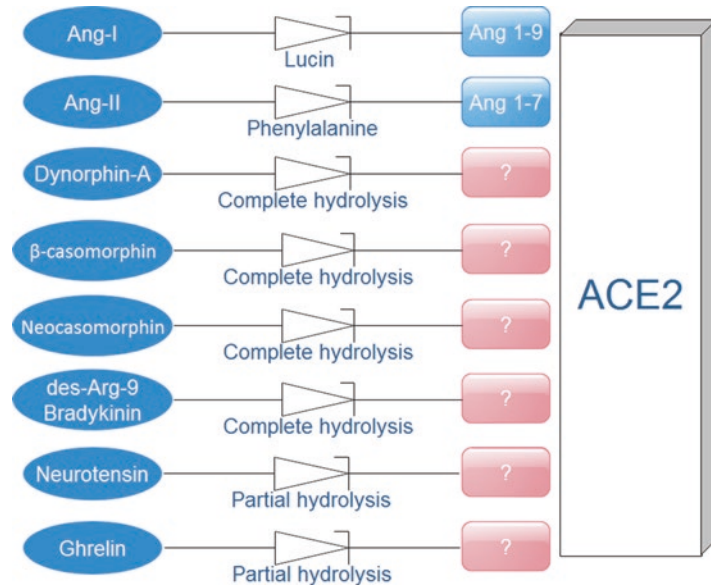 Ang-I
Lucin
Ang 1-9
Ang-II
Phenylalanine
Ang 1-7
Dynorphin-A
Complete hydrolysis
?
β-casomorphin
Complete hydrolysis
?
Neocasomorphin
Complete hydrolysis
?
des-Arg-9
Bradykinin
Complete hydrolysis
?
Neurotensin
Partial hydrolysis
?
Ghrelin
Partial hydrolysis
?
ACE2